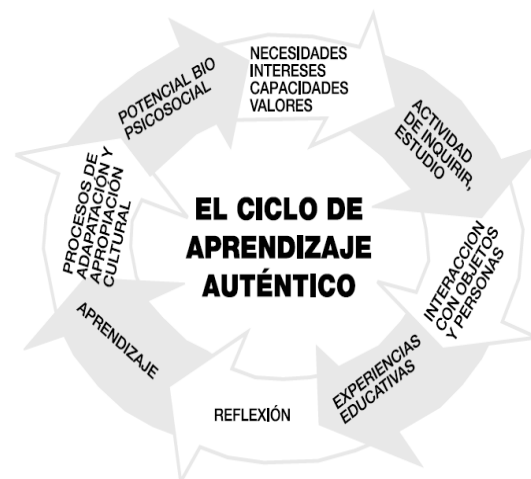 NECESIDADES
INTERESES
CAPACIDADES
VALORES
ACTIVIDAD
DE INQUIRIR,
ESTUDIO
INTERACCION
CON OBJETOS
Y PERSONAS
EXPERIENCIAS
EDUCATIVAS
REFLEXIÓN
APRENDIZAJE
PROCESOS DE
ADAPATACIÓN Y
APROPIACIÓN
CULTURAL
POTENCIAL BIO
PSICOSOCIAL
EL CICLO DE
APRENDIZAJE
AUTÉNTICO